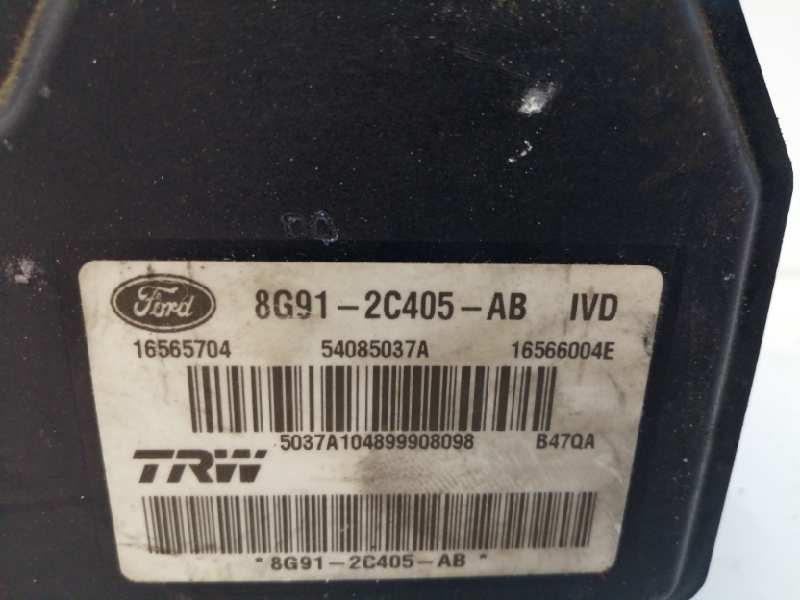 Ford 8G91-2C405-AB IVD
16565704 54085037A 16566004E
5037A104899908098 B47QA
TRW
*8G91-2C405-AB*